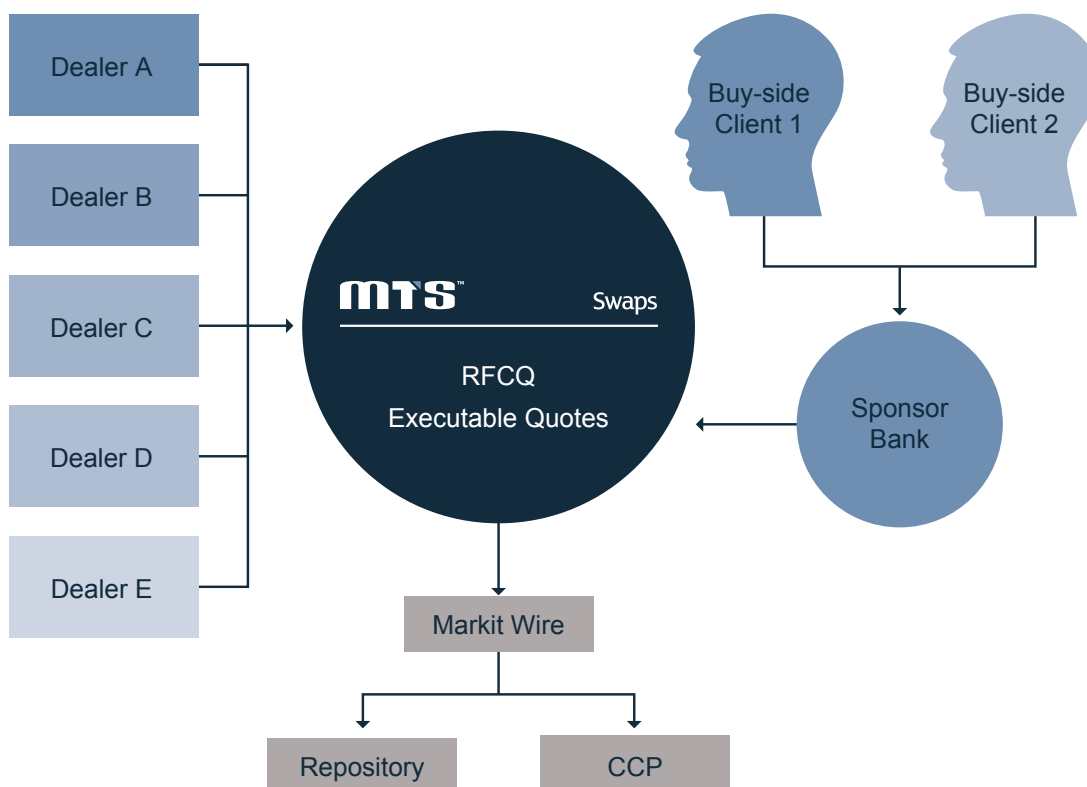 Dealer A
Dealer B
Dealer C
Dealer D
Dealer E
mTS™ Swaps
RFCQ
Executable Quotes
Buy-side
Client 1
Buy-side
Client 2
Sponsor
Bank
Markit Wire
Repository
CCP